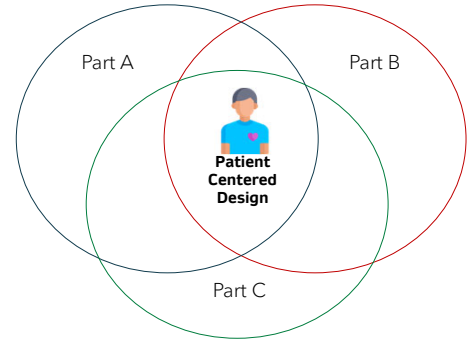 Part A
Part B
Patient
Centered
Design
Part C